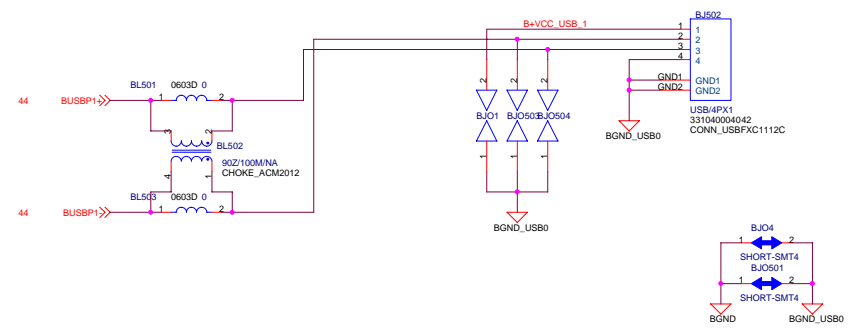 BJ502
B+VCC_USB_1
1
2
3
4
1
2
3
4
GND1
GND2
GND1
GND2
USB/4PX1
331040004042
CONN_USBFXC1112C
BGND_USB0
BL501
0603D 0
44
BUSBP1+
1
2
3
2
BL502
90Z/100M/NA
CHOKE_ACM2012
4
1
BL503
0603D 0
44
BUSBP1-
1
2
2
2
2
BJO1
BJO503
BJO504
1
1
1
BGND_USB0
BJO4
1
2
SHORT-SMT4
BJO501
1
2
SHORT-SMT4
BGND
BGND_USB0